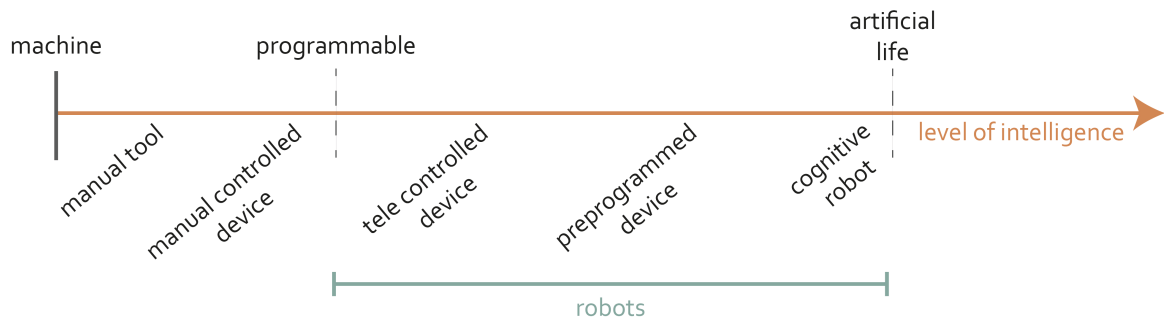 machine
programmable
artificial
life
level of intelligence
manual tool
manual controlled
device
tele controlled
device
preprogrammed
device
cognitive
robot
robots